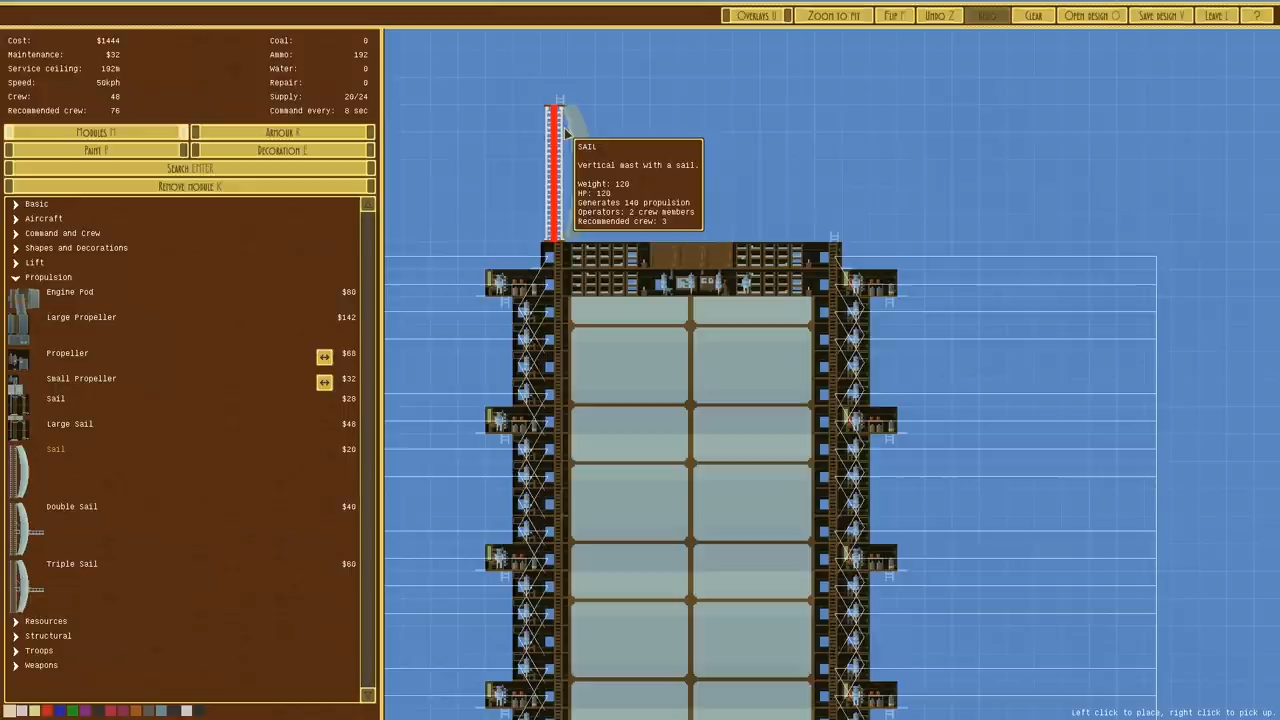 OVERLAYS U
ZOOM TO FIT
FLIP F
UNDO Z
CLEAR
OPEN DESIGN O
SAVE DESIGN V
LEAVE L
?
Cost: $1444
Maintenance: $32
Service ceiling: 192m
Speed: 50kph
Crew: 48
Recommended crew: 76
Coal: 0
Ammo: 192
Water: 0
Repair: 0
Supply: 20/24
Command every: 8 sec
MODULES M
ARMOUR R
PAINT P
DECORATION E
SEARCH ENTER
REMOVE MODULE K
Basic
Aircraft
Command and Crew
Shapes and Decorations
Lift
Propulsion
Engine Pod $80
Large Propeller $142
Propeller $68
Small Propeller $32
Sail $28
Large Sail $48
Sail $20
Double Sail $40
Triple Sail $60
Resources
Structural
Troops
Weapons
SAIL
Vertical mast with a sail.
Weight: 120
HP: 120
Generates 140 propulsion
Operators: 2 crew members
Recommended crew: 3
Left click to place, right click to pick up.